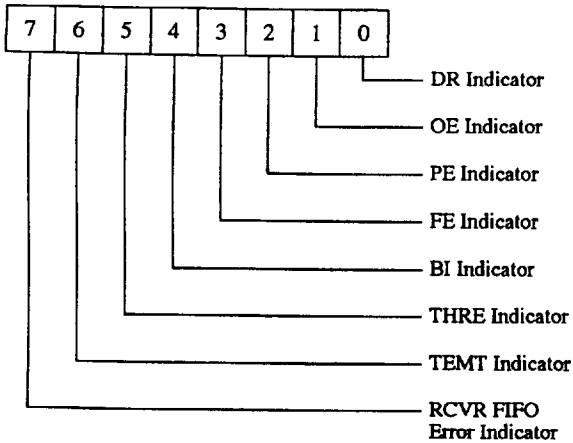 7 6 5 4 3 2 1 0
DR Indicator
OE Indicator
PE Indicator
FE Indicator
BI Indicator
THRE Indicator
TEMT Indicator
RCVR FIFO
Error Indicator